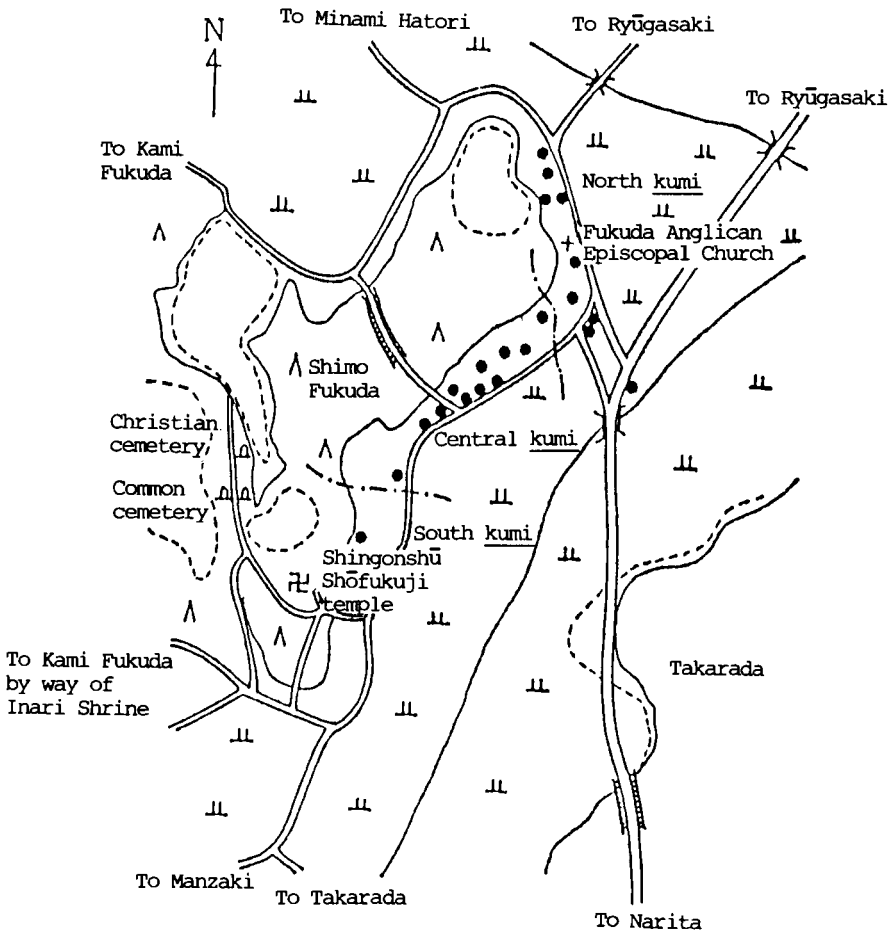 To Minami Hatori
To Ryūgasaki
N
To Ryūgasaki
To Kami
Fukuda
North kumi
Fukuda Anglican
Episcopal Church
Shimo
Fukuda
Christian
cemetery
Central kumi
Common
cemetery
South kumi
Shingonshū
Shōfukuji
temple
卍
To Kami Fukuda
by way of
Inari Shrine
Takarada
To Manzaki
To Takarada
To Narita